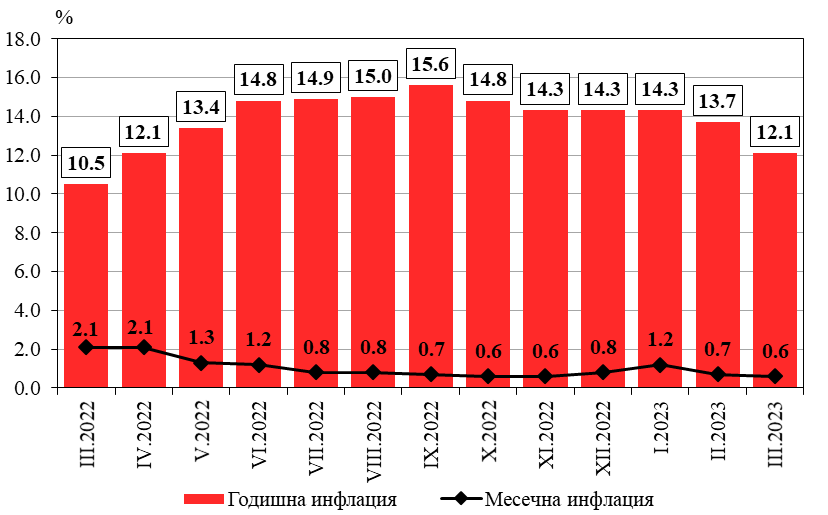 %
18.0
16.0
14.0
12.0
10.0
8.0
6.0
4.0
2.0
0.0
10.5 12.1 13.4 14.8 14.9 15.0 15.6 14.8 14.3 14.3 14.3 13.7 12.1
2.1 2.1 1.3 1.2 0.8 0.8 0.7 0.6 0.6 0.8 1.2 0.7 0.6
III.2022 IV.2022 V.2022 VI.2022 VII.2022 VIII.2022 IX.2022 X.2022 XI.2022 XII.2022 I.2023 II.2023 III.2023
Годишна инфлация Месечна инфлация